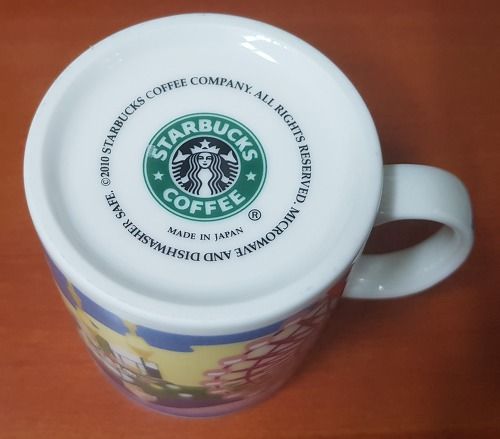 ©2010 STARBUCKS COFFEE COMPANY. ALL RIGHTS RESERVED. MICROWAVE AND DISHWASHER SAFE.
STARBUCKS
COFFEE
®
MADE IN JAPAN